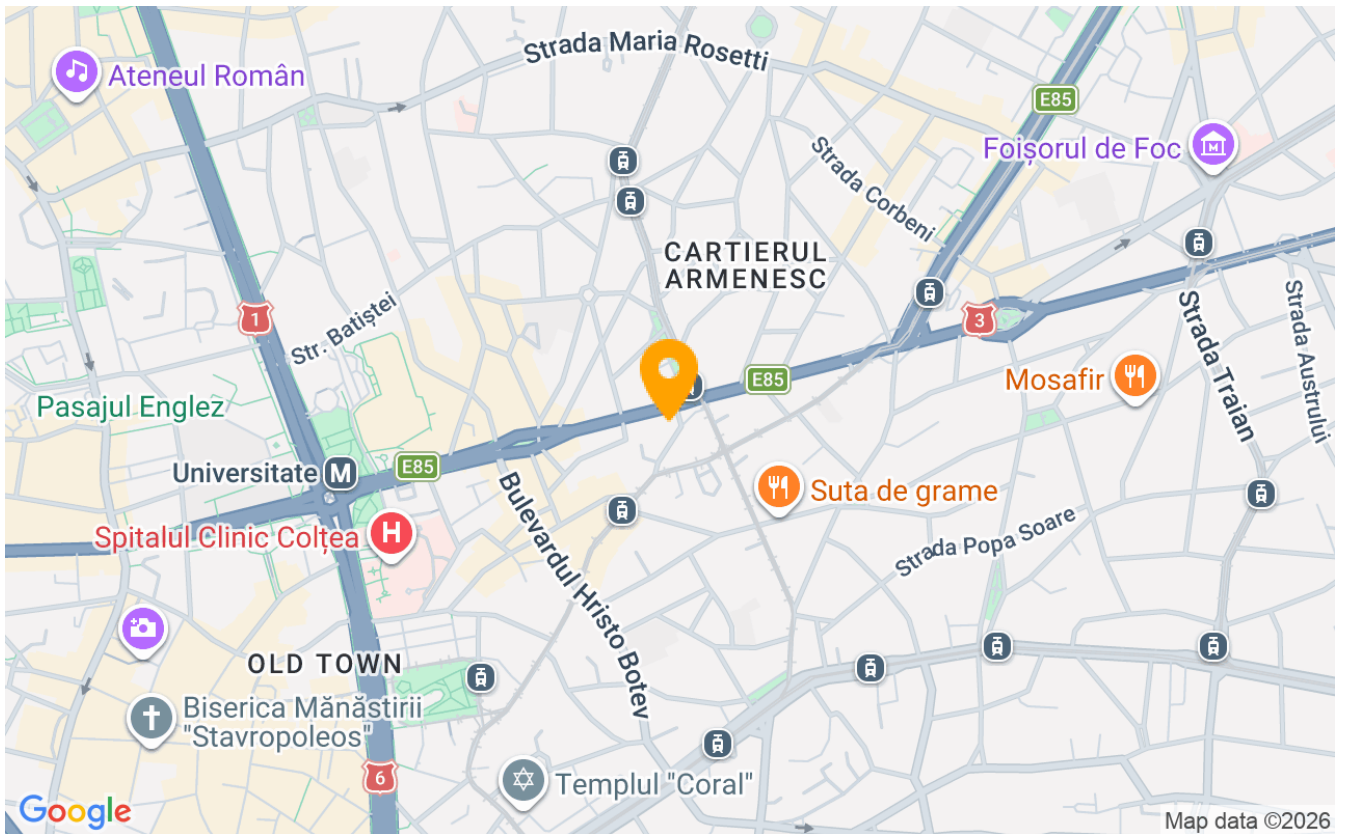 Strada Maria Rosetti
Ateneul Român
E85
Foișorul de Foc
Strada Corbeni
CARTIERUL
ARMENESC
1
3
Str. Batiștei
Strada Traian
Strada Austrului
E85
Mosafir
Pasajul Englez
Universitate
M
E85
Suta de grame
Bulevardul Hristo Botev
Spitalul Clinic Colțea
H
Strada Popa Soare
OLD TOWN
Biserica Mănăstirii
"Stavropoleos"
6
Templul "Coral"
Google
Map data ©2026